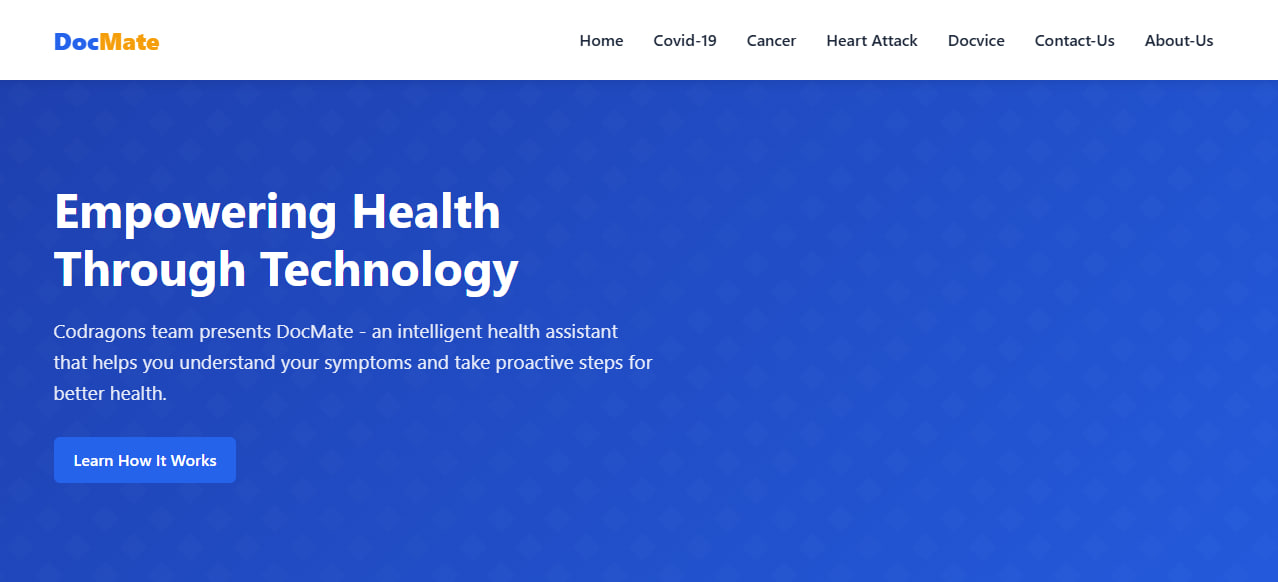 DocMate
Home Covid-19 Cancer Heart Attack Docvice Contact-Us About-Us
Empowering Health
Through Technology
Codragons team presents DocMate - an intelligent health assistant
that helps you understand your symptoms and take proactive steps for
better health.
Learn How It Works